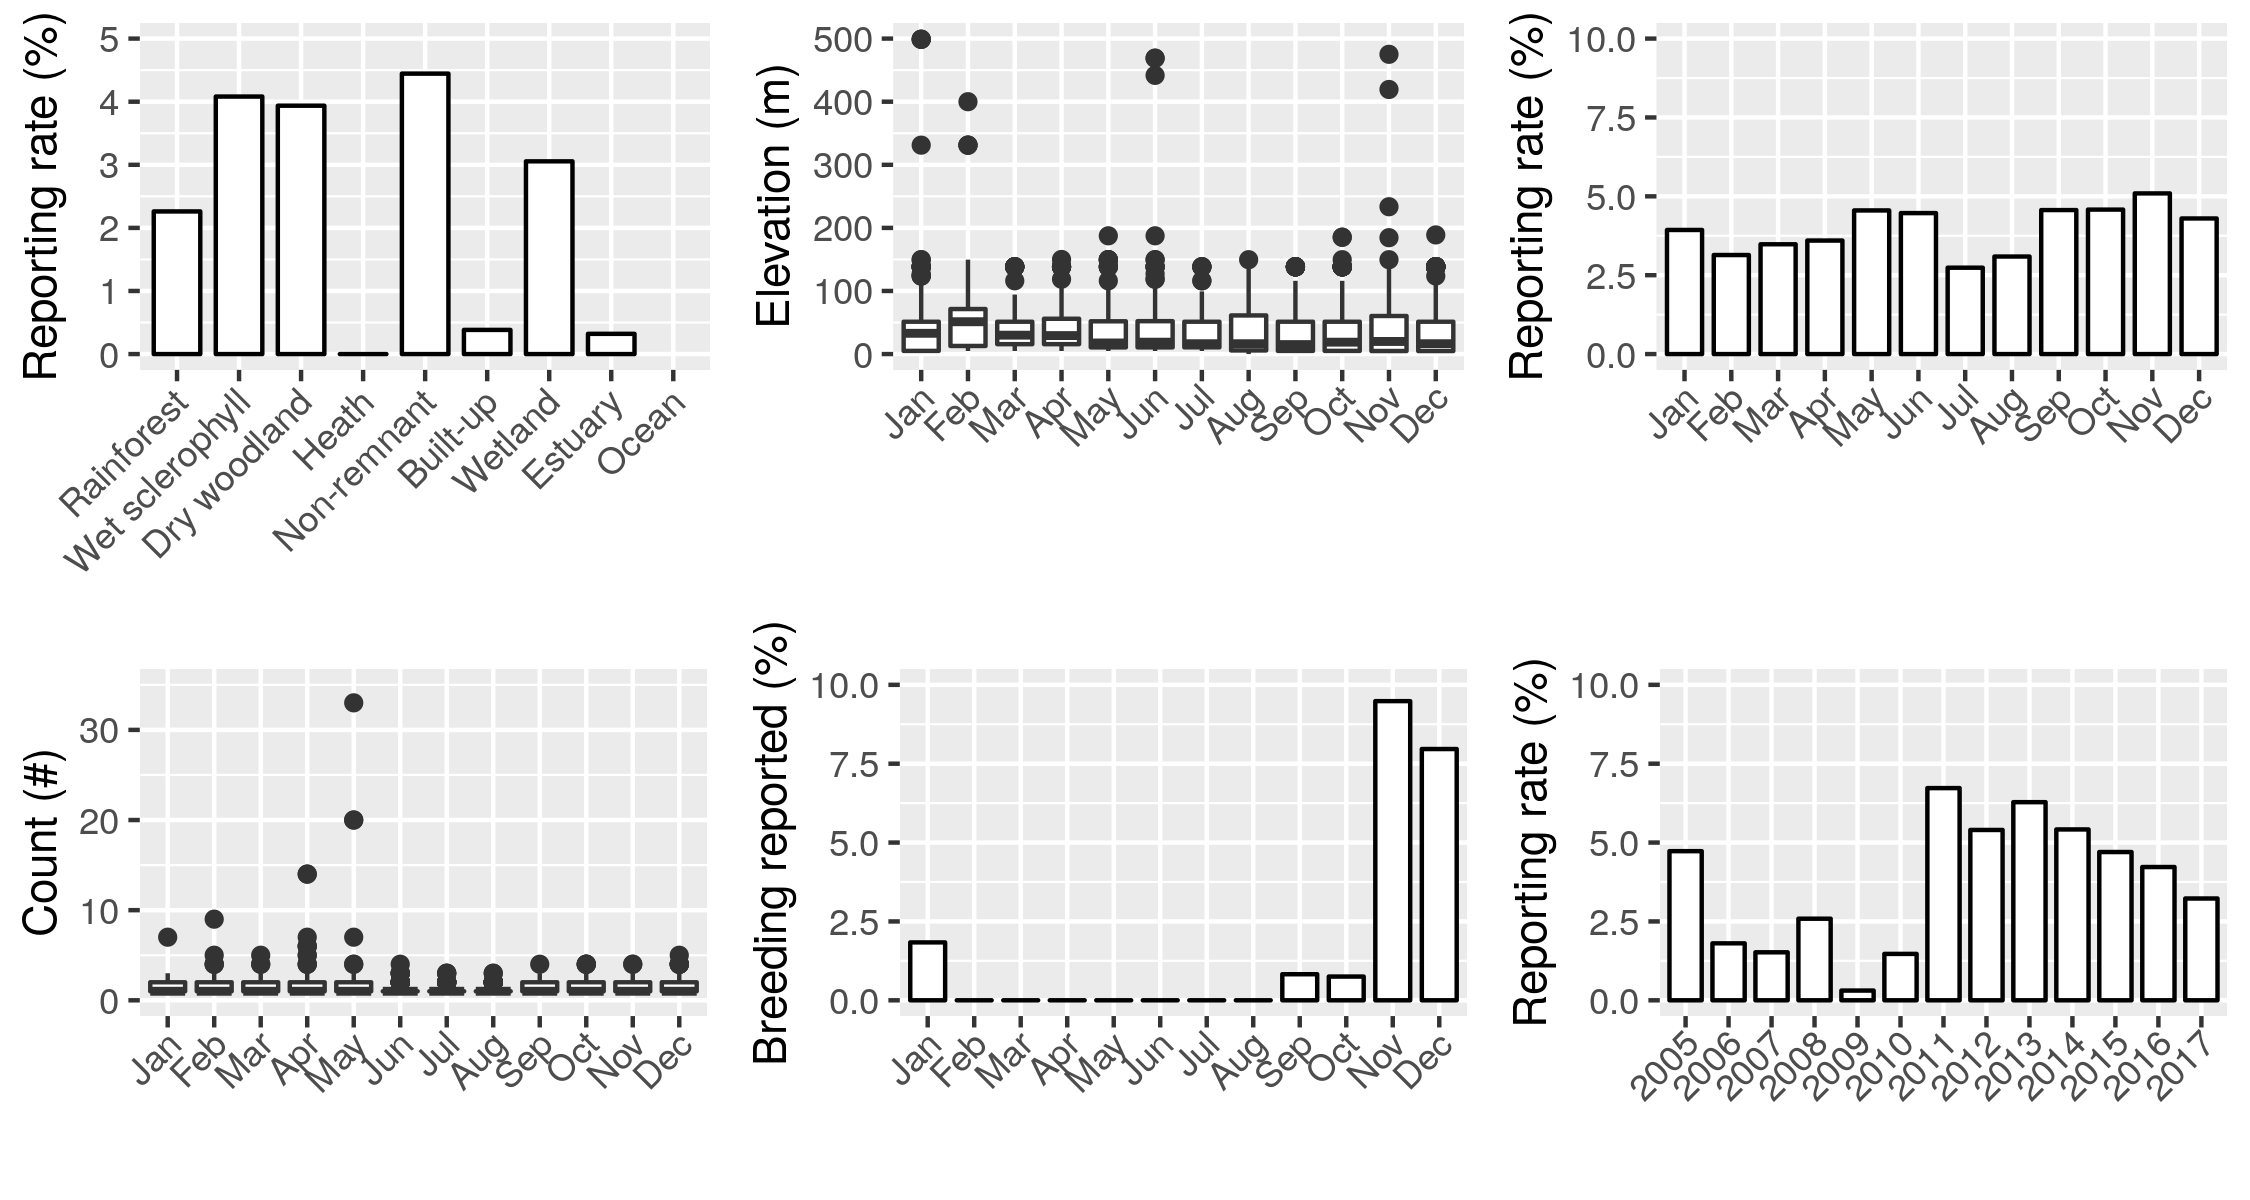 Reporting rate (%)
5
4
3
2
1
0
Rainforest
Wet sclerophyll
Dry woodland
Heath
Non-remnant
Built-up
Wetland
Estuary
Ocean
Elevation (m)
500
400
300
200
100
0
Jan
Feb
Mar
Apr
May
Jun
Jul
Aug
Sep
Oct
Nov
Dec
Reporting rate (%)
10.0
7.5
5.0
2.5
0.0
Jan
Feb
Mar
Apr
May
Jun
Jul
Aug
Sep
Oct
Nov
Dec
Count (#)
30
20
10
0
Jan
Feb
Mar
Apr
May
Jun
Jul
Aug
Sep
Oct
Nov
Dec
Breeding reported (%)
10.0
7.5
5.0
2.5
0.0
Jan
Feb
Mar
Apr
May
Jun
Jul
Aug
Sep
Oct
Nov
Dec
Reporting rate (%)
10.0
7.5
5.0
2.5
0.0
2005
2006
2007
2008
2009
2010
2011
2012
2013
2014
2015
2016
2017